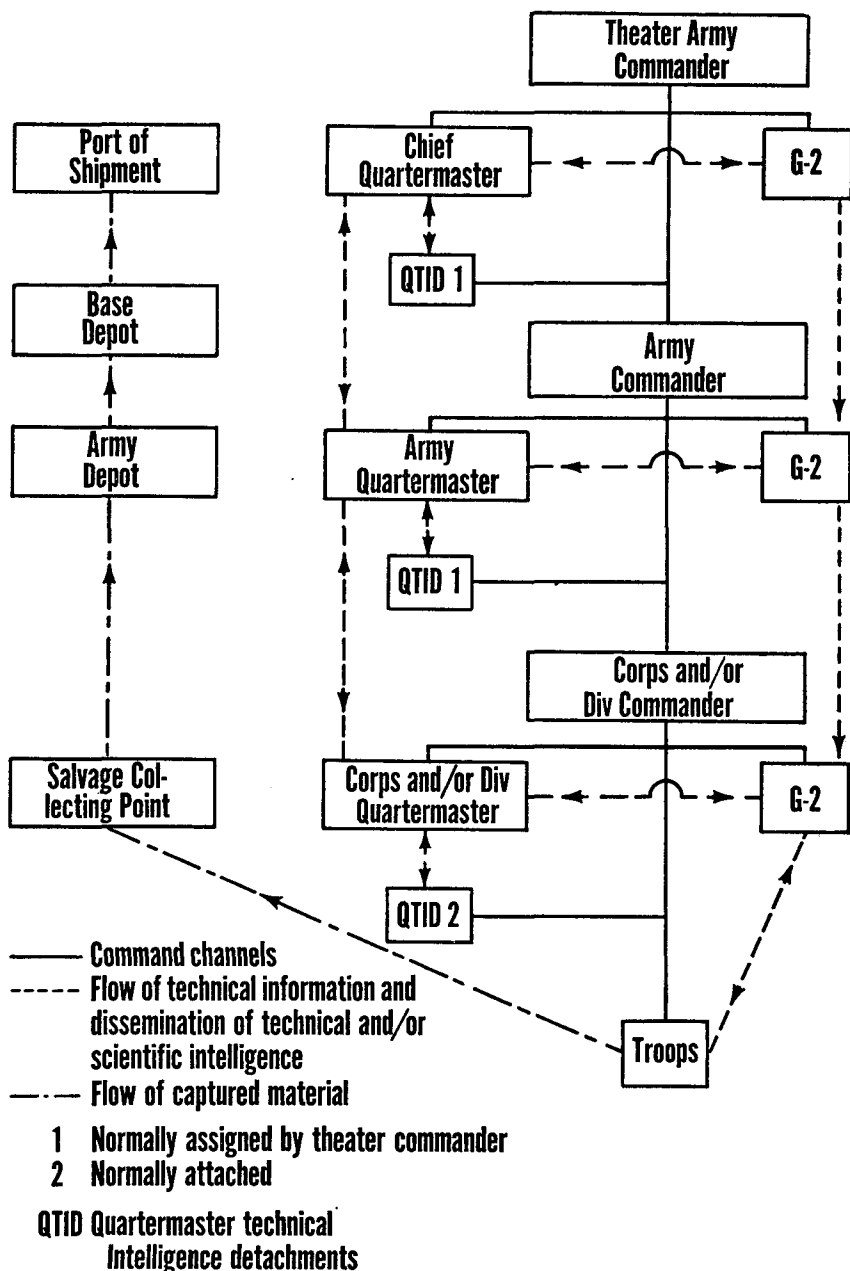 Theater Army
Commander
Port of
Shipment
Chief
Quartermaster
G-2
QTID 1
Base
Depot
Army
Commander
Army
Depot
Army
Quartermaster
G-2
QTID 1
Corps and/or
Div Commander
Salvage Col-
lecting Point
Corps and/or Div
Quartermaster
G-2
QTID 2
Troops
Command channels
Flow of technical information and
dissemination of technical and/or
scientific intelligence
Flow of captured material
1 Normally assigned by theater commander
2 Normally attached
QTID Quartermaster technical
Intelligence detachments